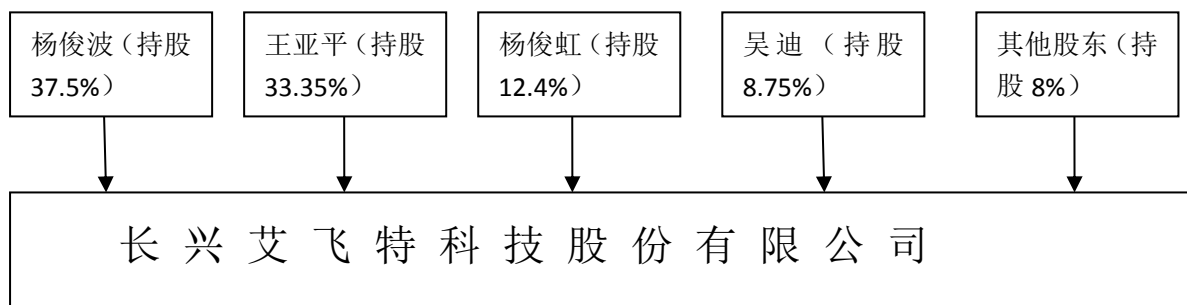 杨俊波（持股
37.5%）
王亚平（持股
33.35%）
杨俊虹（持股
12.4%）
吴迪（持股
8.75%）
其他股东（持
股 8%）
长兴艾飞特科技股份有限公司